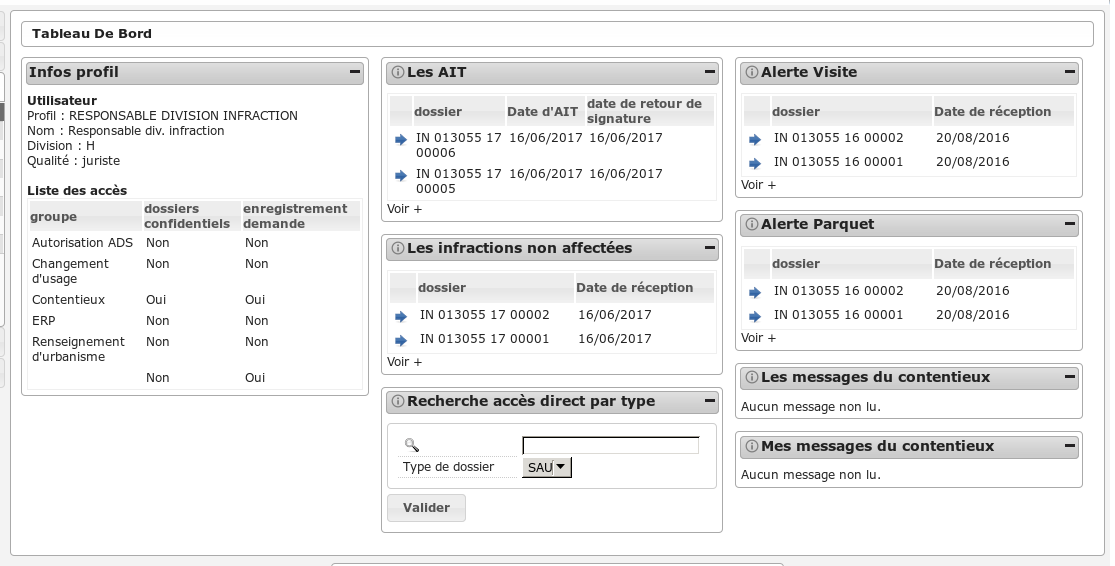 Tableau De Bord
Infos profil
Utilisateur
Profil : RESPONSABLE DIVISION INFRACTION
Nom : Responsable div. infraction
Division : H
Qualité : juriste
Liste des accès
groupe dossiers confidentiels enregistrement demande
Autorisation ADS Non Non
Changement d'usage Non Non
Contentieux Oui Oui
ERP Non Non
Renseignement d'urbanisme Non Non
Non Oui
Les AIT
dossier Date d'AIT date de retour de signature
IN 013055 17 00006 16/06/2017 16/06/2017
IN 013055 17 00005 16/06/2017 16/06/2017
Voir +
Les infractions non affectées
dossier Date de réception
IN 013055 17 00002 16/06/2017
IN 013055 17 00001 16/06/2017
Voir +
Recherche accès direct par type
Type de dossier SAU
Valider
Alerte Visite
dossier Date de réception
IN 013055 16 00002 20/08/2016
IN 013055 16 00001 20/08/2016
Voir +
Alerte Parquet
dossier Date de réception
IN 013055 16 00002 20/08/2016
IN 013055 16 00001 20/08/2016
Voir +
Les messages du contentieux
Aucun message non lu.
Mes messages du contentieux
Aucun message non lu.